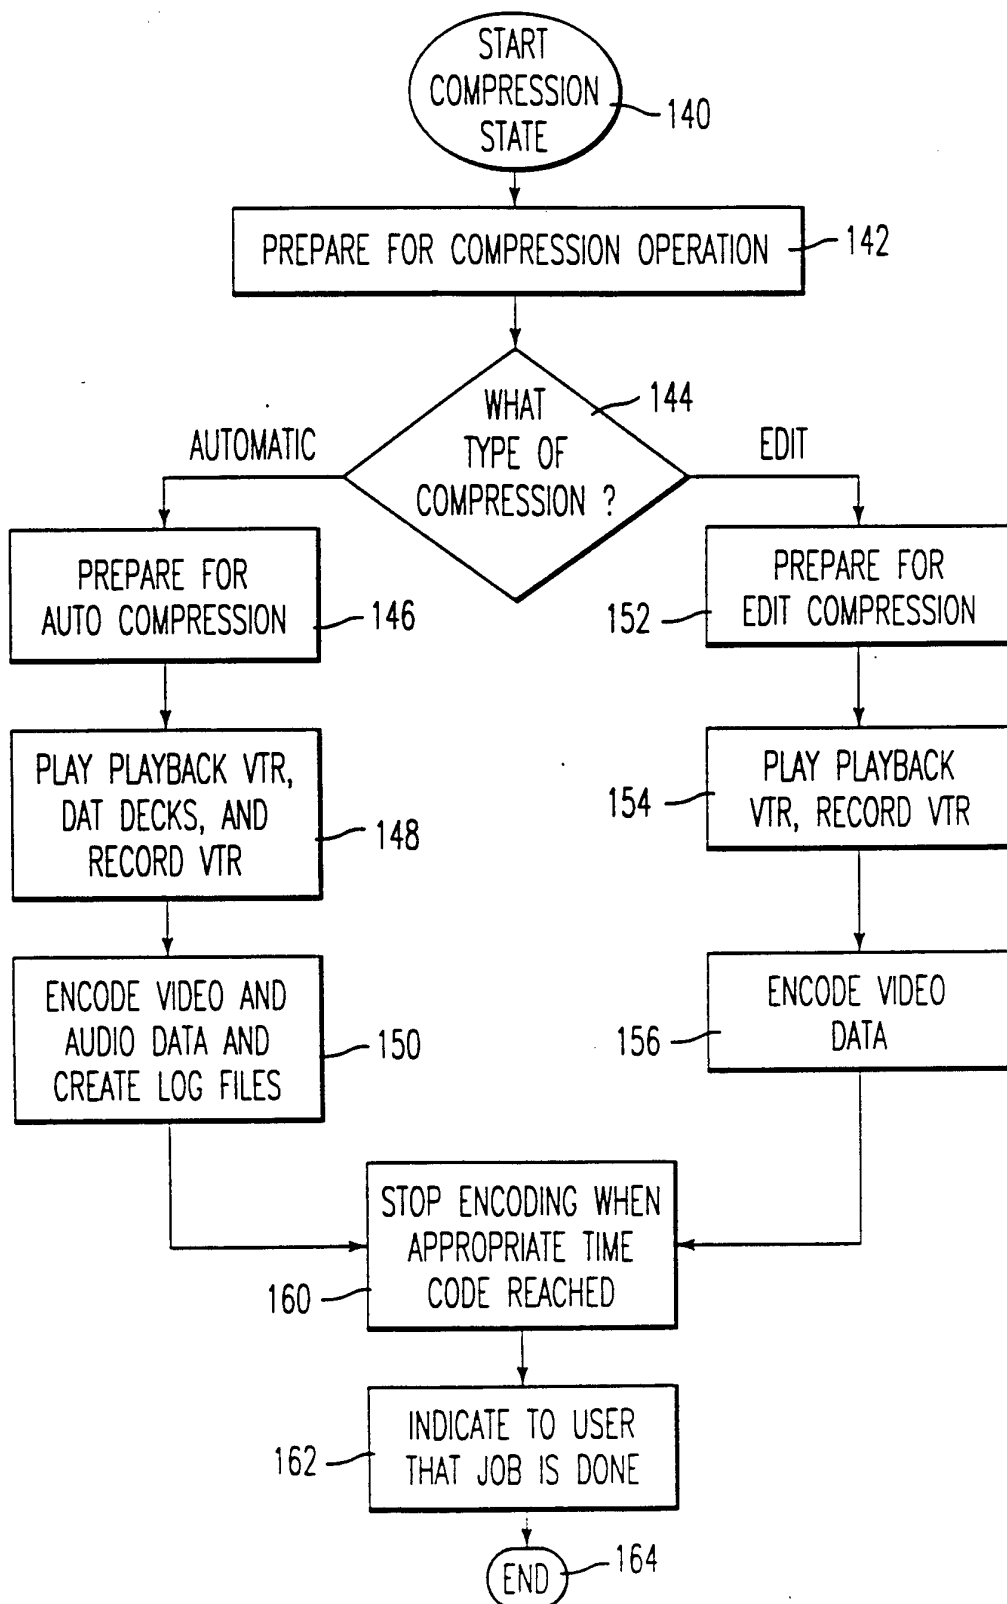 START
COMPRESSION
STATE
140
PREPARE FOR COMPRESSION OPERATION
142
WHAT
TYPE OF
COMPRESSION ?
144
AUTOMATIC
EDIT
PREPARE FOR
AUTO COMPRESSION
146
PREPARE FOR
EDIT COMPRESSION
152
PLAY PLAYBACK VTR,
DAT DECKS, AND
RECORD VTR
148
PLAY PLAYBACK
VTR, RECORD VTR
154
ENCODE VIDEO AND
AUDIO DATA AND
CREATE LOG FILES
150
ENCODE VIDEO
DATA
156
STOP ENCODING WHEN
APPROPRIATE TIME
CODE REACHED
160
INDICATE TO USER
THAT JOB IS DONE
162
END
164